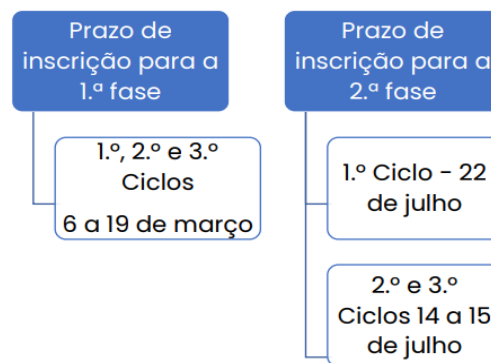 Prazo de
inscrição para a
1.ª fase
1.º, 2.º e 3.º
Ciclos
6 a 19 de março
Prazo de
inscrição para a
2.ª fase
1.º Ciclo - 22
de julho
2.º e 3.º
Ciclos 14 a 15
de julho